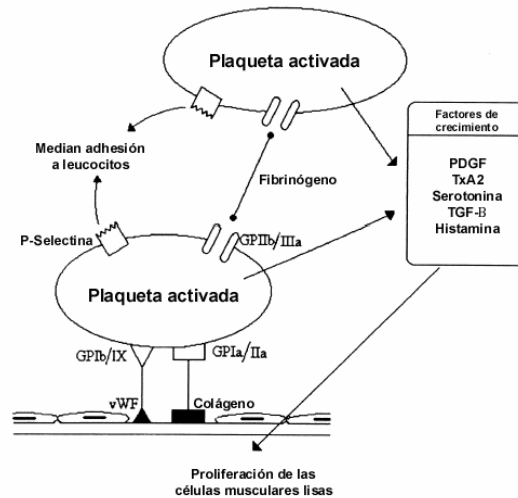 Plaqueta activada
Factores de
crecimiento
PDGF
TxA2
Serotonina
TGF-B
Histamina
Median adhesión
a leucocitos
Fibrinógeno
P-Selectina
GPIIb/IIIa
Plaqueta activada
GPIb/IX
GPIa/IIa
vWF
Colágeno
Proliferación de las
células musculares lisas